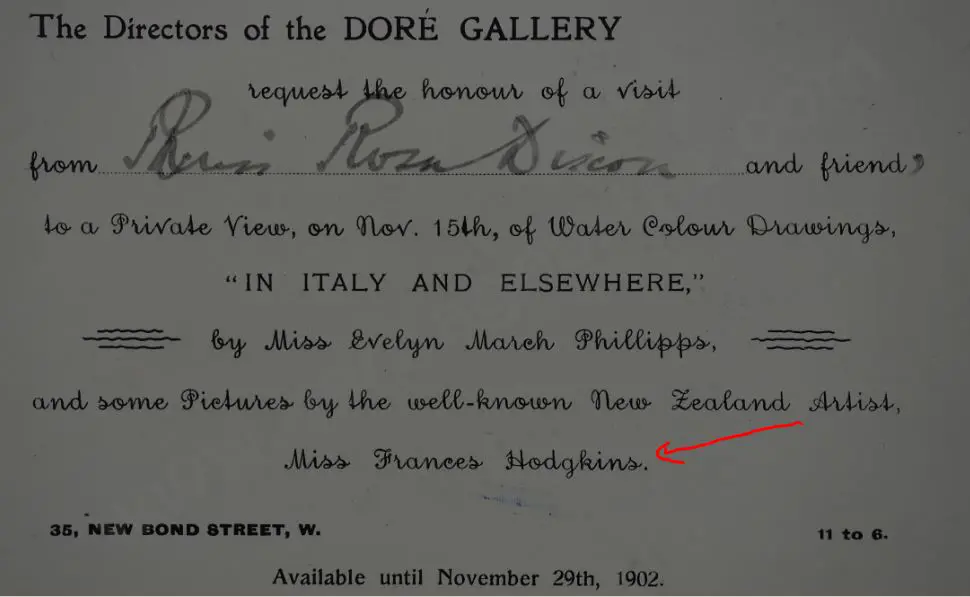 The Directors of the DORÉ GALLERY
request the honour of a visit
from Rosa Dixon and friends
to a Private View, on Nov. 15th, of Water Colour Drawings,
“IN ITALY AND ELSEWHERE,”
by Miss Evelyn March Phillipps,
and some Pictures by the well-known New Zealand Artist,
Miss Frances Hodgkins.
35, NEW BOND STREET, W. 11 to 6.
Available until November 29th, 1902.